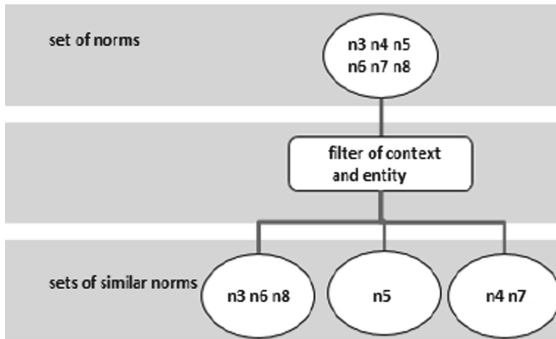 set of norms
n3 n4 n5
n6 n7 n8
filter of context
and entity
sets of similar norms
n3 n6 n8
n5
n4 n7